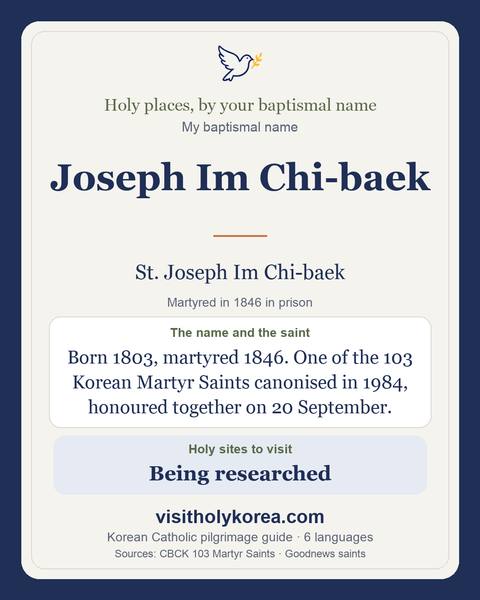 Holy places, by your baptismal name
My baptismal name
Joseph Im Chi-baek
St. Joseph Im Chi-baek
Martyred in 1846 in prison
The name and the saint
Born 1803, martyred 1846. One of the 103
Korean Martyr Saints canonised in 1984,
honoured together on 20 September.
Holy sites to visit
Being researched
visitholykorea.com
Korean Catholic pilgrimage guide · 6 languages
Sources: CBCK 103 Martyr Saints · Goodnews saints